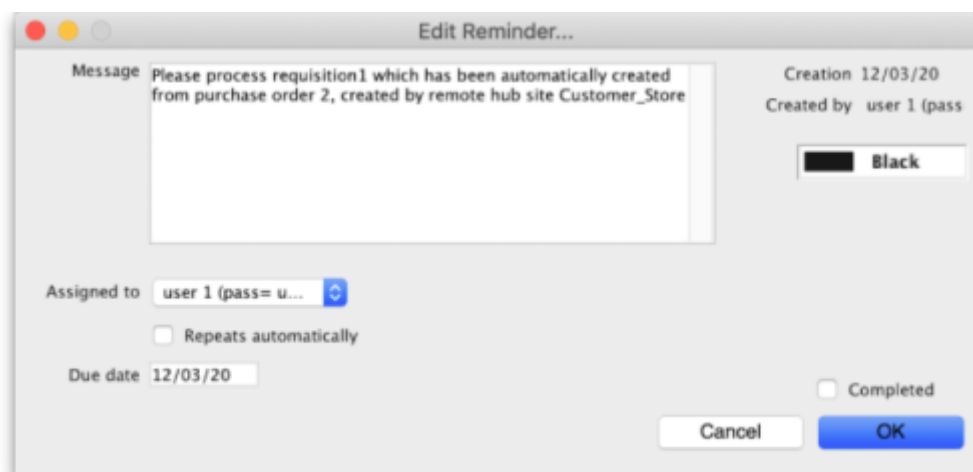 Edit Reminder...
Message Please process requisition1 which has been automatically created
from purchase order 2, created by remote hub site Customer_Store
Creation 12/03/20
Created by user 1 (pass
Black
Assigned to user 1 (pass= u...
Repeats automatically
Due date 12/03/20
Completed
Cancel OK